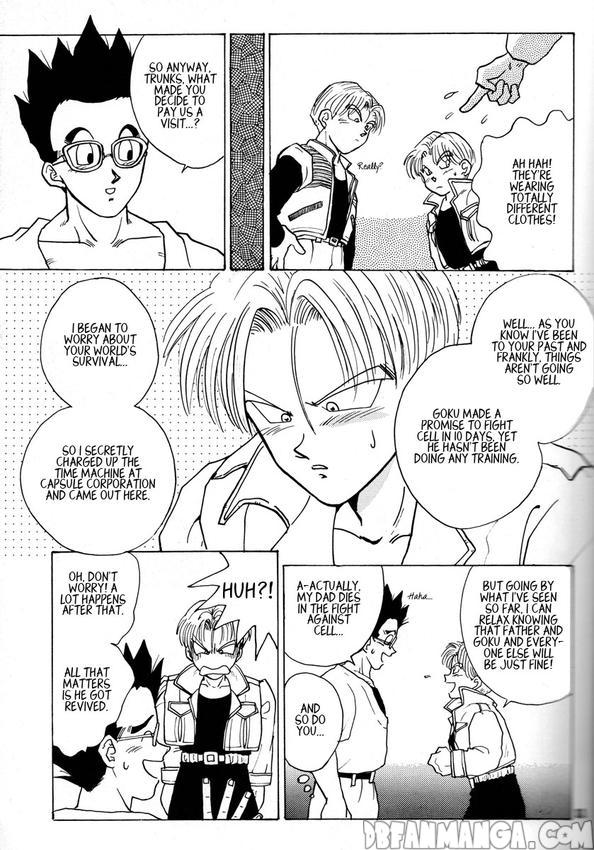 AH HAH!
THEY'RE
WEARING
TOTALLY
DIFFERENT
CLOTHES!
Really?
SO ANYWAY,
TRUNKS, WHAT
MADE YOU
DECIDE TO
PAY US A
VISIT...?
WELL... AS YOU
KNOW I'VE BEEN
TO YOUR PAST AND
FRANKLY, THINGS
AREN'T GOING
SO WELL.
GOKU MADE A
PROMISE TO FIGHT
CELL IN 10 DAYS, YET
HE HASN'T BEEN
DOING ANY TRAINING.
I BEGAN TO
WORRY ABOUT
YOUR WORLD'S
SURVIVAL...
SO I SECRETLY
CHARGED UP THE
TIME MACHINE AT
CAPSULE CORPORATION
AND CAME OUT HERE.
BUT GOING BY
WHAT I'VE SEEN
SO FAR, I CAN
RELAX KNOWING
THAT FATHER AND
GOKU AND EVERY-
ONE ELSE WILL
BE JUST FINE!
Haha...
A-ACTUALLY,
MY DAD DIES
IN THE FIGHT
AGAINST
CELL...
AND
SO DO
YOU...
HUH?!
OH, DON'T
WORRY! A
LOT HAPPENS
AFTER THAT.
ALL THAT
MATTERS
IS HE GOT
REVIVED.
DBFANMANGA.COM